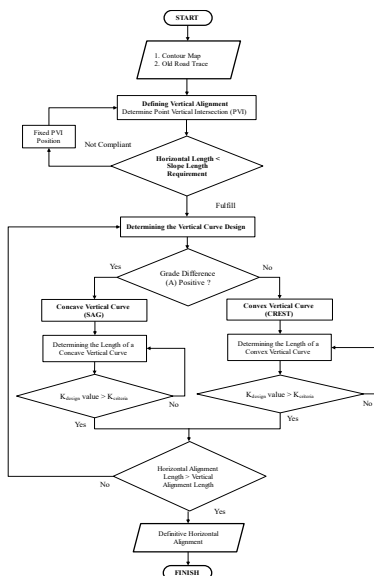 START
1. Contour Map
2. Old Road Trace
Defining Vertical Alignment
Determine Point Vertical Intersection (PVI)
Fixed PVI
Position
Not Compliant
Horizontal Length <
Slope Length
Requirement
Fulfill
Determining the Vertical Curve Design
Yes
Grade Difference
(A) Positive ?
No
Concave Vertical Curve
(SAG)
Convex Vertical Curve
(CREST)
Determining the Length of a
Concave Vertical Curve
Determining the Length of a
Convex Vertical Curve
Kdesign value > Kcriteria
No
Yes
Kdesign value > Kcriteria
No
Yes
Horizontal Alignment
Length > Vertical
Alignment Length
No
Yes
Definitive Horizontal
Alignment
FINISH